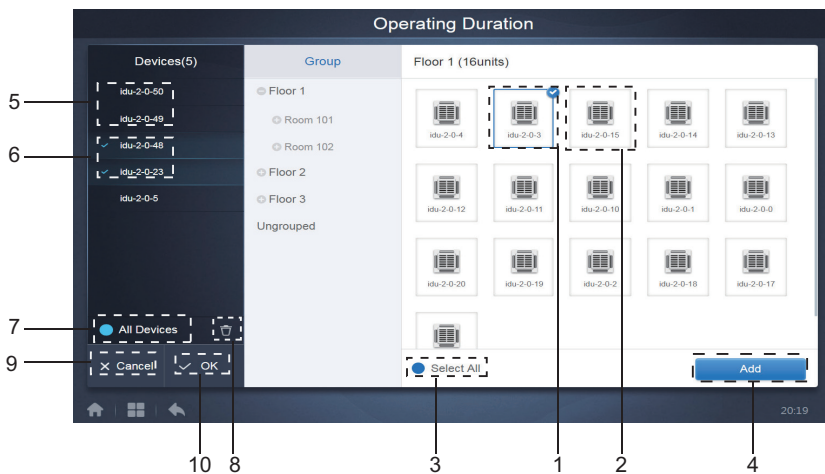 Operating Duration
Devices(5)
Group
Floor 1 (16units)
idu-2-0-50
idu-2-0-49
idu-2-0-48
idu-2-0-23
idu-2-0-5
Floor 1
Room 101
Room 102
Floor 2
Floor 3
Ungrouped
idu-2-0-4
idu-2-0-3
idu-2-0-15
idu-2-0-14
idu-2-0-13
idu-2-0-12
idu-2-0-11
idu-2-0-10
idu-2-0-1
idu-2-0-0
idu-2-0-20
idu-2-0-19
idu-2-0-2
idu-2-0-18
idu-2-0-17
All Devices
Cancel
OK
Select All
Add
20:19
5
6
7
9
10
8
3
1
2
4